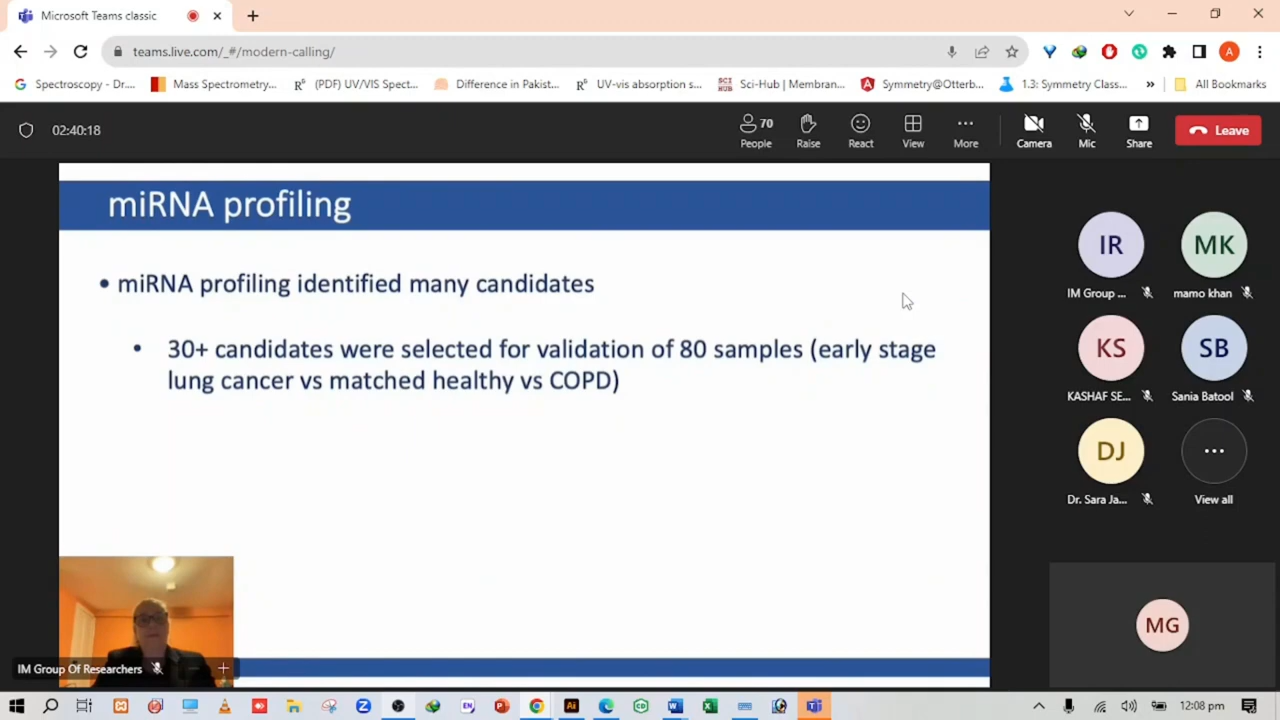 Microsoft Teams classic
teams.live.com/_#/modern-calling/
A
Spectroscopy - Dr....
Mass Spectrometry...
(PDF) UV/VIS Spect...
Difference in Pakist...
UV-vis absorption s...
Sci-Hub | Membran...
Symmetry@Otterb...
1.3: Symmetry Class...
»
All Bookmarks
02:40:18
70
People
Raise
React
View
More
Camera
Mic
Share
Leave
miRNA profiling
• miRNA profiling identified many candidates
• 30+ candidates were selected for validation of 80 samples (early stage
lung cancer vs matched healthy vs COPD)
IR
MK
IM Group ...
mamo khan
KS
SB
KASHAF SE...
Sania Batool
DJ
...
Dr. Sara Ja...
View all
MG
IM Group Of Researchers
12:08 pm